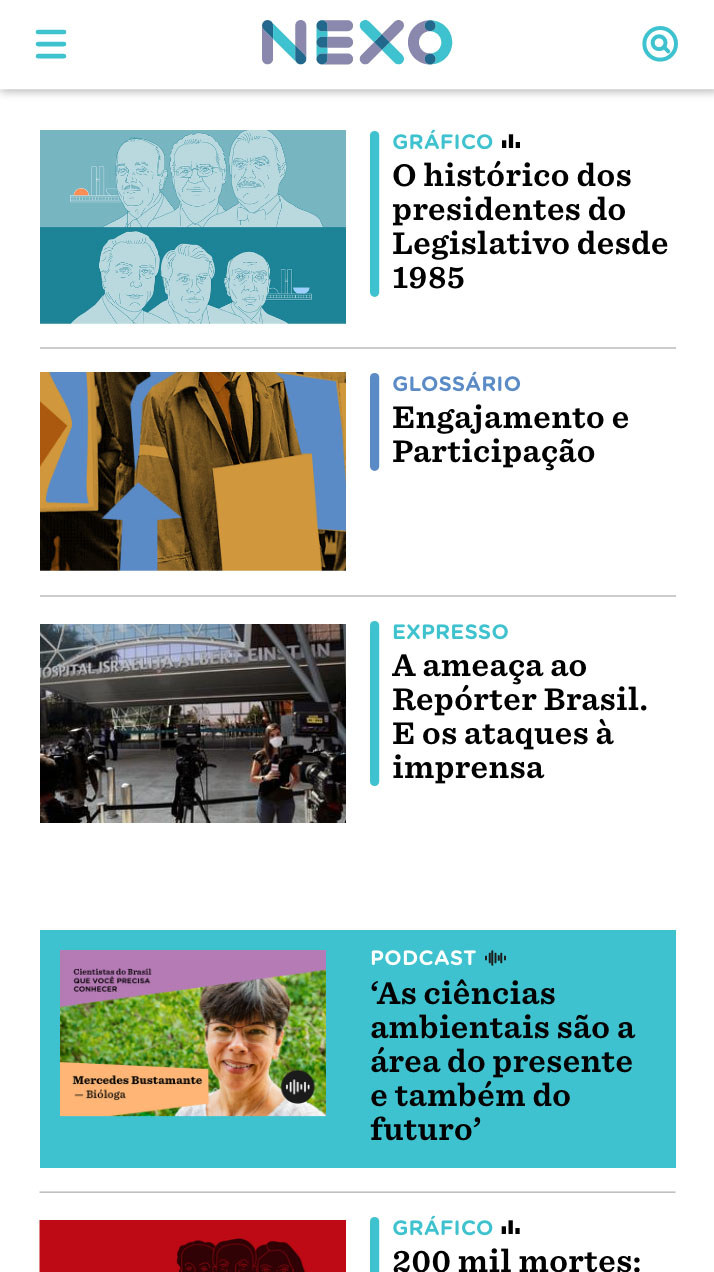 NEXO
GRÁFICO
O histórico dos
presidentes do
Legislativo desde
1985
GLOSSÁRIO
Engajamento e
Participação
HOSPITAL ISRAELITA ALBERT EINSTEIN
EXPRESSO
A ameaça ao
Repórter Brasil.
E os ataques à
imprensa
Cientistas do Brasil
QUE VOCÊ PRECISA
CONHECER
Mercedes Bustamante
— Bióloga
PODCAST
‘As ciências
ambientais são a
área do presente
e também do
futuro’
GRÁFICO
200 mil mortes: